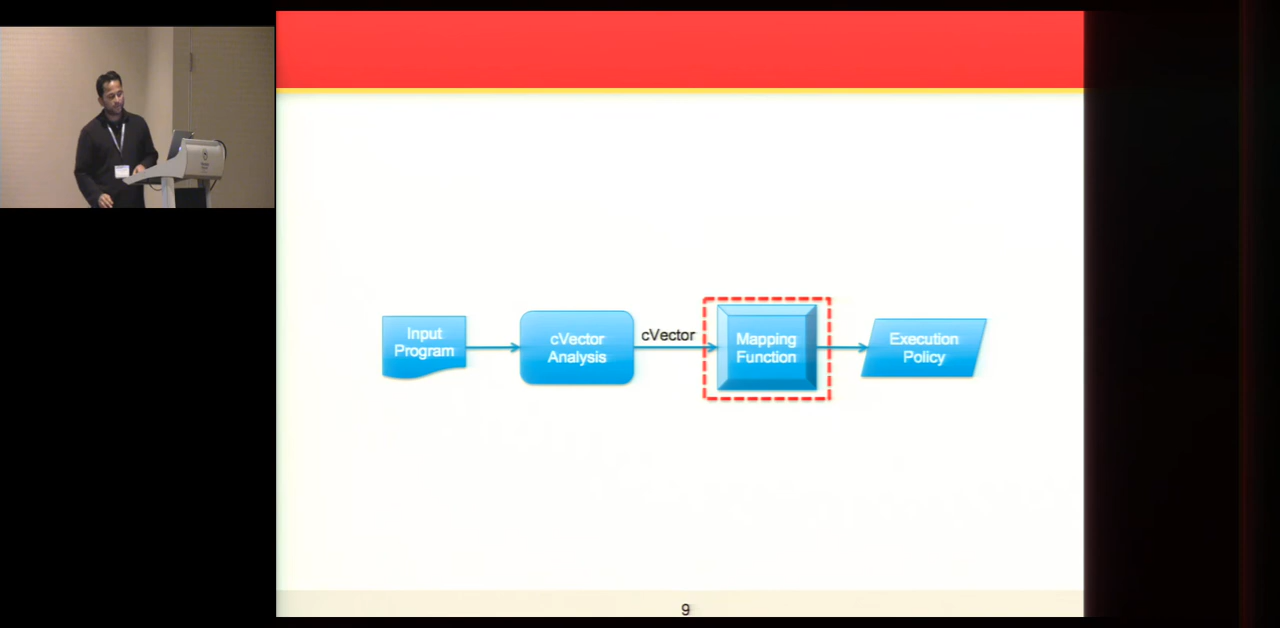 Input
Program
cVector
Analysis
cVector
Mapping
Function
Execution
Policy
9